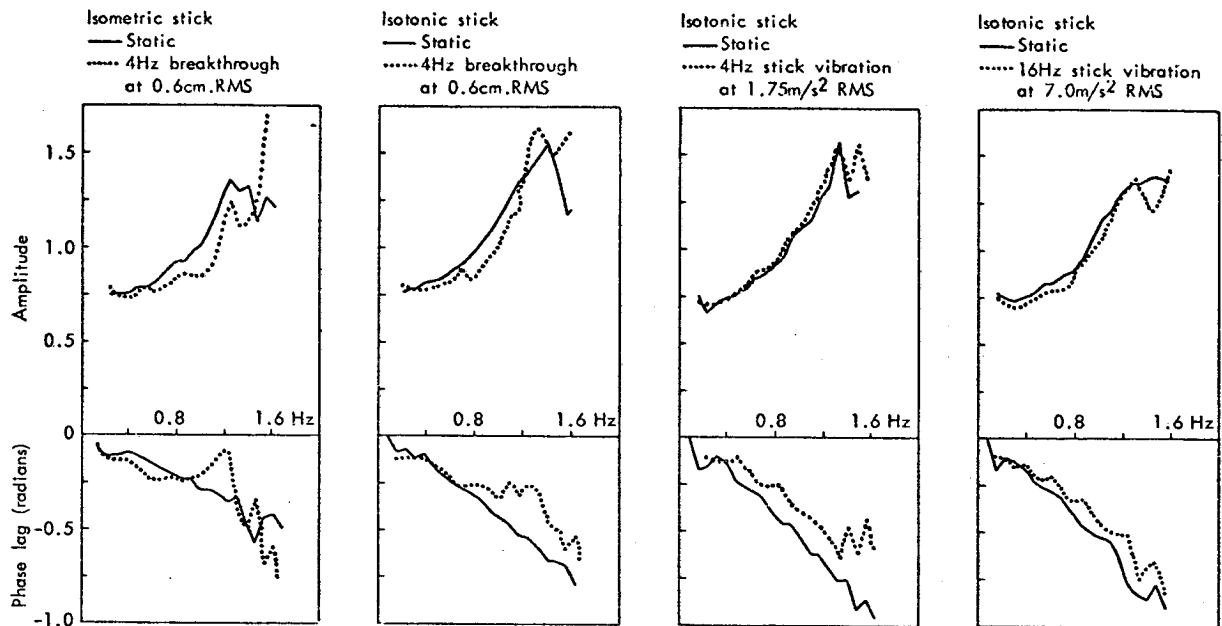 Isometric stick
Static
4Hz breakthrough
at 0.6cm.RMS
Isotonic stick
Static
4Hz breakthrough
at 0.6cm.RMS
Isotonic stick
Static
4Hz stick vibration
at 1.75m/s² RMS
Isotonic stick
Static
16Hz stick vibration
at 7.0m/s² RMS
Amplitude
1.5
1.0
0.5
0
0.8 1.6 Hz
0.8 1.6 Hz
0.8 1.6 Hz
0.8 1.6 Hz
Phase lag (radians)
-0.5
-1.0